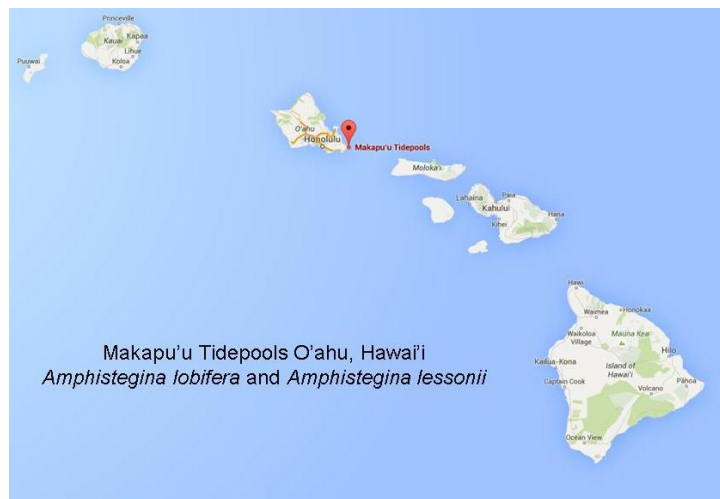 Princeville
Kauai
Kapaa
Lihue
Puuwai
Koloa
O'ahu
Honolulu
Makapu'u Tidepools
Moloka'i
Lahaina
Paia
Kahului
Kihei
Hana
Hawi
Waimea
Honokaa
Waikoloa
Village
Mauna Kea
Hilo
Kailua-Kona
Island of
Hawai'i
Captain Cook
Volcano
Pāhoa
Ocean View
Makapu'u Tidepools O'ahu, Hawai'i
Amphistegina lobifera and Amphistegina lessonii